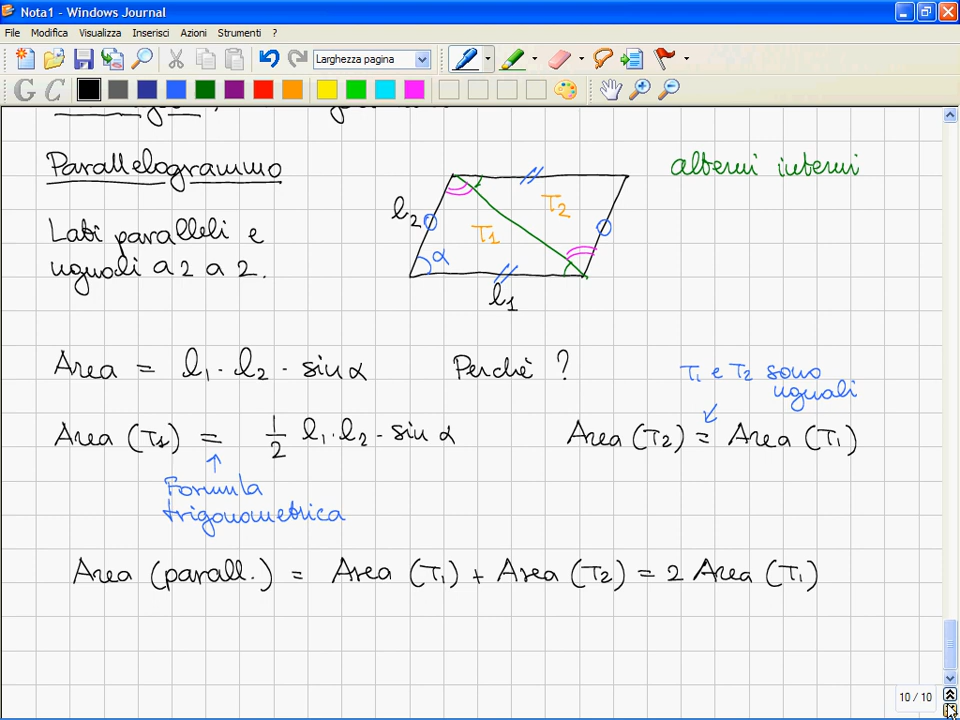 Nota1 - Windows Journal
File Modifica Visualizza Inserisci Azioni Strumenti ?
Larghezza pagina
G C
Parallelogrammo
alterni interni
Lati paralleli e
uguali a 2 a 2.
l2
T1
T2
α
l1
Area = l1 · l2 · sin α Perchè ?
T1 e T2 sono
uguali
Area (T1) = 1/2 l1 · l2 · sin α Area (T2) = Area (T1)
Formula
trigonometrica
Area (parall.) = Area (T1) + Area (T2) = 2 Area (T1)
10 / 10